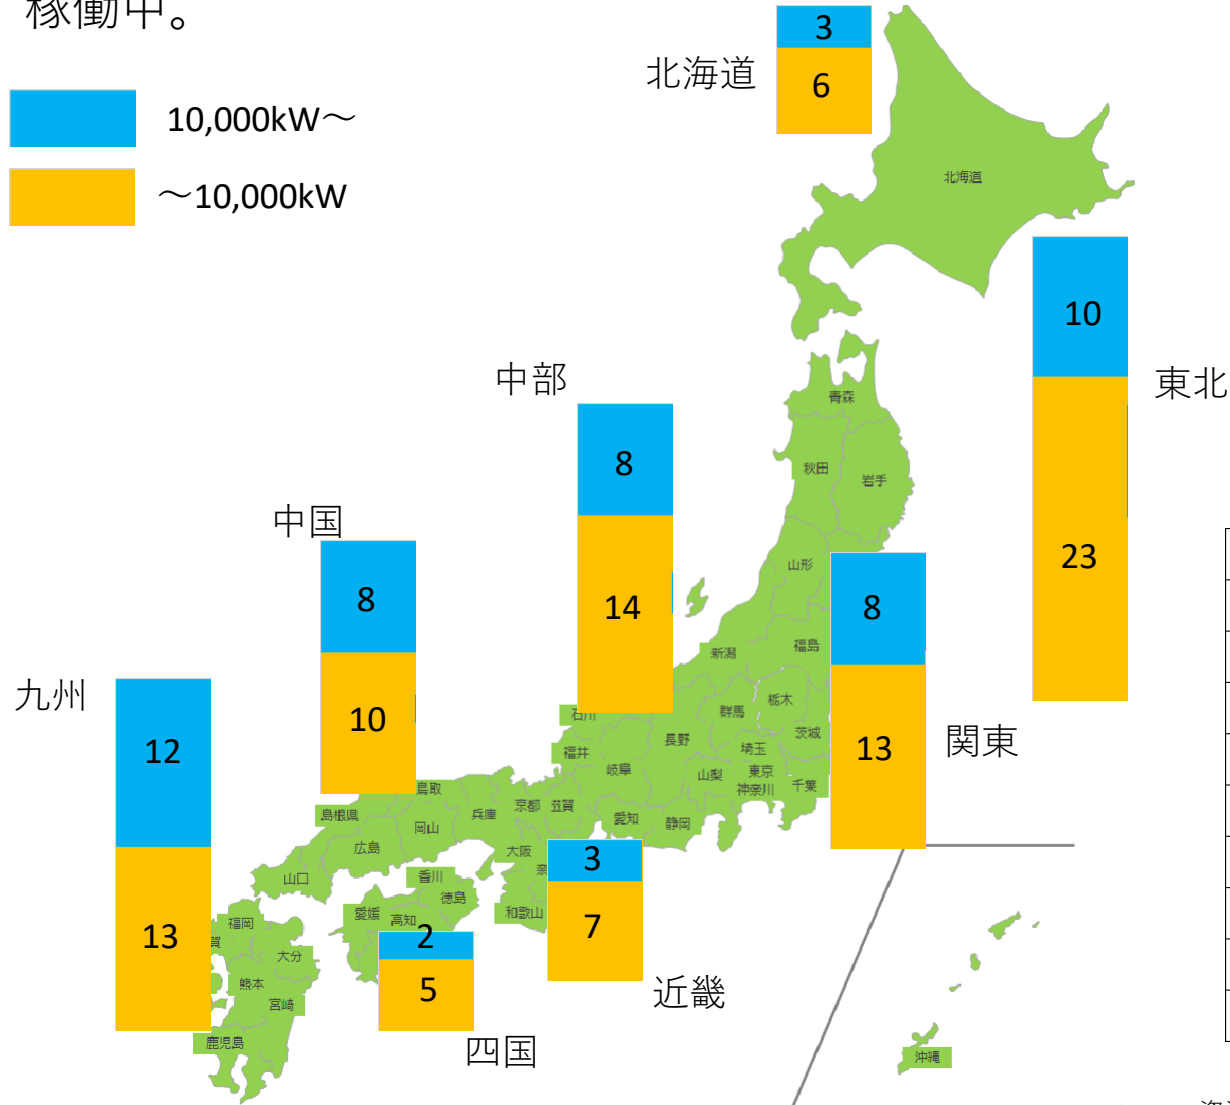 稼働中。
10,000kW～
～10,000kW
北海道
3
6
北海道
10
23
東北
中部
8
14
中国
8
10
九州
12
13
8
13
関東
3
7
近畿
2
5
四国
青森
秋田
岩手
山形
福島
新潟
栃木
群馬
茨城
石川
長野
埼玉
福井
岐阜
山梨
東京
神奈川
千葉
鳥取
島根県
岡山
兵庫
京都
滋賀
愛知
静岡
広島
大阪
奈
山口
香川
徳島
愛媛
高知
和歌山
福岡
賀
大分
熊本
宮崎
鹿児島
沖縄